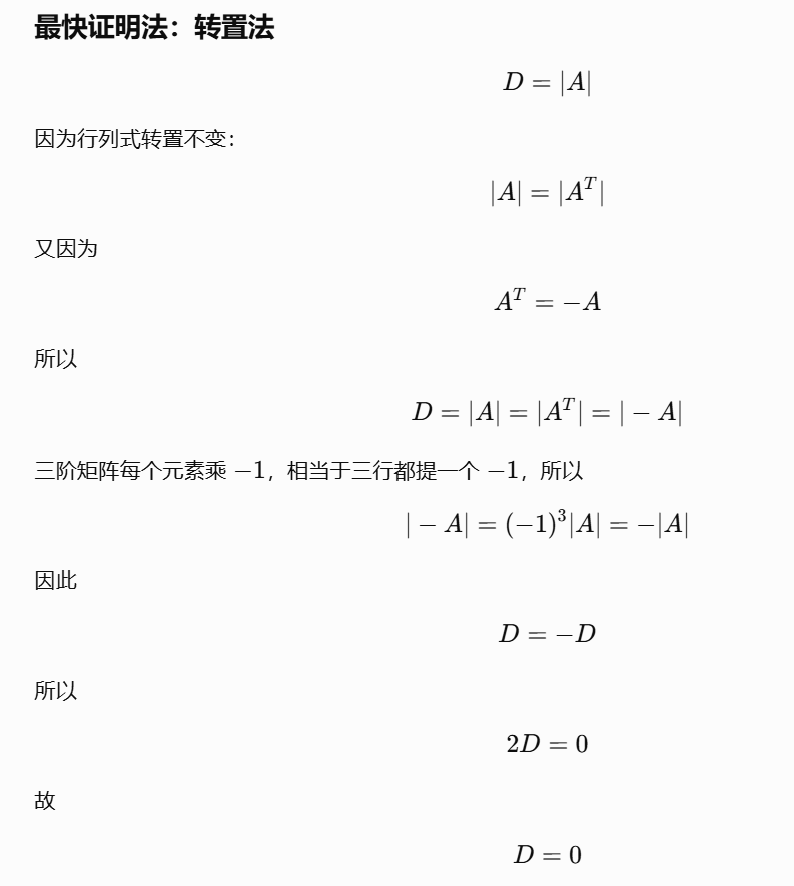 最快证明法：转置法
D = |A|
因为行列式转置不变：
|A| = |A^T|
又因为
A^T = −A
所以
D = |A| = |A^T| = | − A|
三阶矩阵每个元素乘 −1，相当于三行都提一个 −1，所以
| − A| = (−1)^3|A| = −|A|
因此
D = −D
所以
2D = 0
故
D = 0